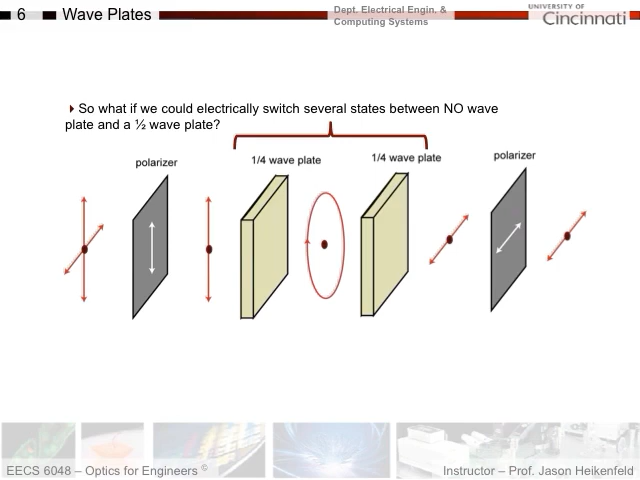 6 Wave Plates
Dept. Electrical Engin, &
Computing Systems
UNIVERSITY OF
Cincinnati
So what if we could electrically switch several states between NO wave
plate and a ½ wave plate?
polarizer
1/4 wave plate
1/4 wave plate
polarizer
EECS 6048 – Optics for Engineers ©
Instructor – Prof. Jason Heikenfeld